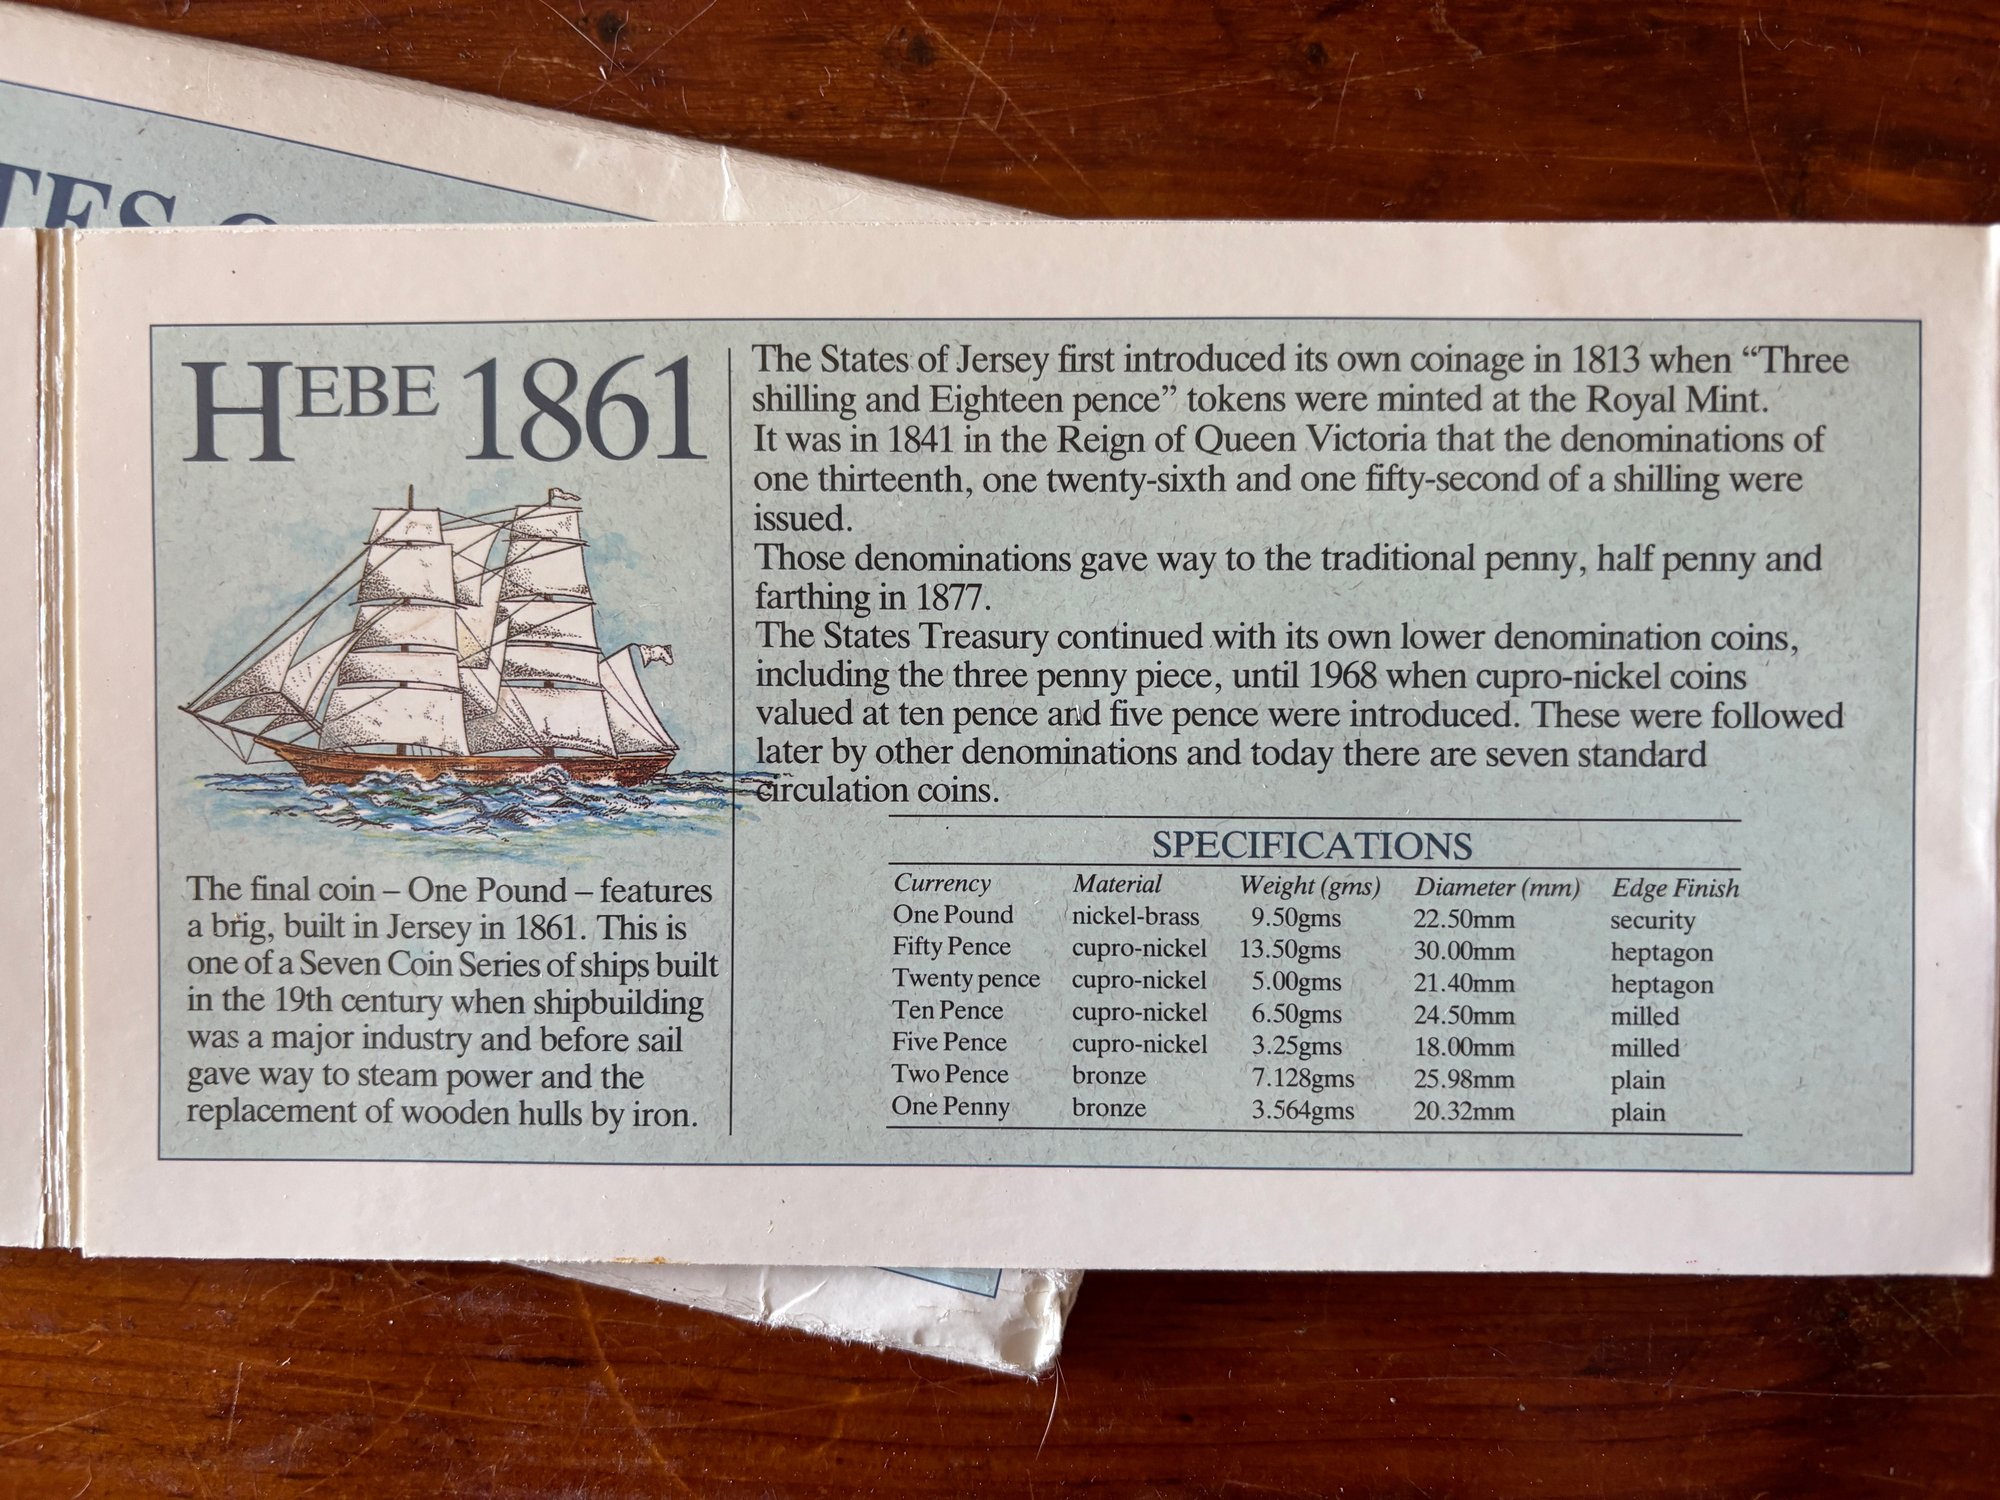 HEBE 1861
The final coin – One Pound – features
a brig, built in Jersey in 1861. This is
one of a Seven Coin Series of ships built
in the 19th century when shipbuilding
was a major industry and before sail
gave way to steam power and the
replacement of wooden hulls by iron.
The States of Jersey first introduced its own coinage in 1813 when “Three
shilling and Eighteen pence” tokens were minted at the Royal Mint.
It was in 1841 in the Reign of Queen Victoria that the denominations of
one thirteenth, one twenty-sixth and one fifty-second of a shilling were
issued.
Those denominations gave way to the traditional penny, half penny and
farthing in 1877.
The States Treasury continued with its own lower denomination coins,
including the three penny piece, until 1968 when cupro-nickel coins
valued at ten pence and five pence were introduced. These were followed
later by other denominations and today there are seven standard
circulation coins.
SPECIFICATIONS
Currency Material Weight (gms) Diameter (mm) Edge Finish
One Pound nickel-brass 9.50gms 22.50mm security
Fifty Pence cupro-nickel 13.50gms 30.00mm heptagon
Twenty pence cupro-nickel 5.00gms 21.40mm heptagon
Ten Pence cupro-nickel 6.50gms 24.50mm milled
Five Pence cupro-nickel 3.25gms 18.00mm milled
Two Pence bronze 7.128gms 25.98mm plain
One Penny bronze 3.564gms 20.32mm plain